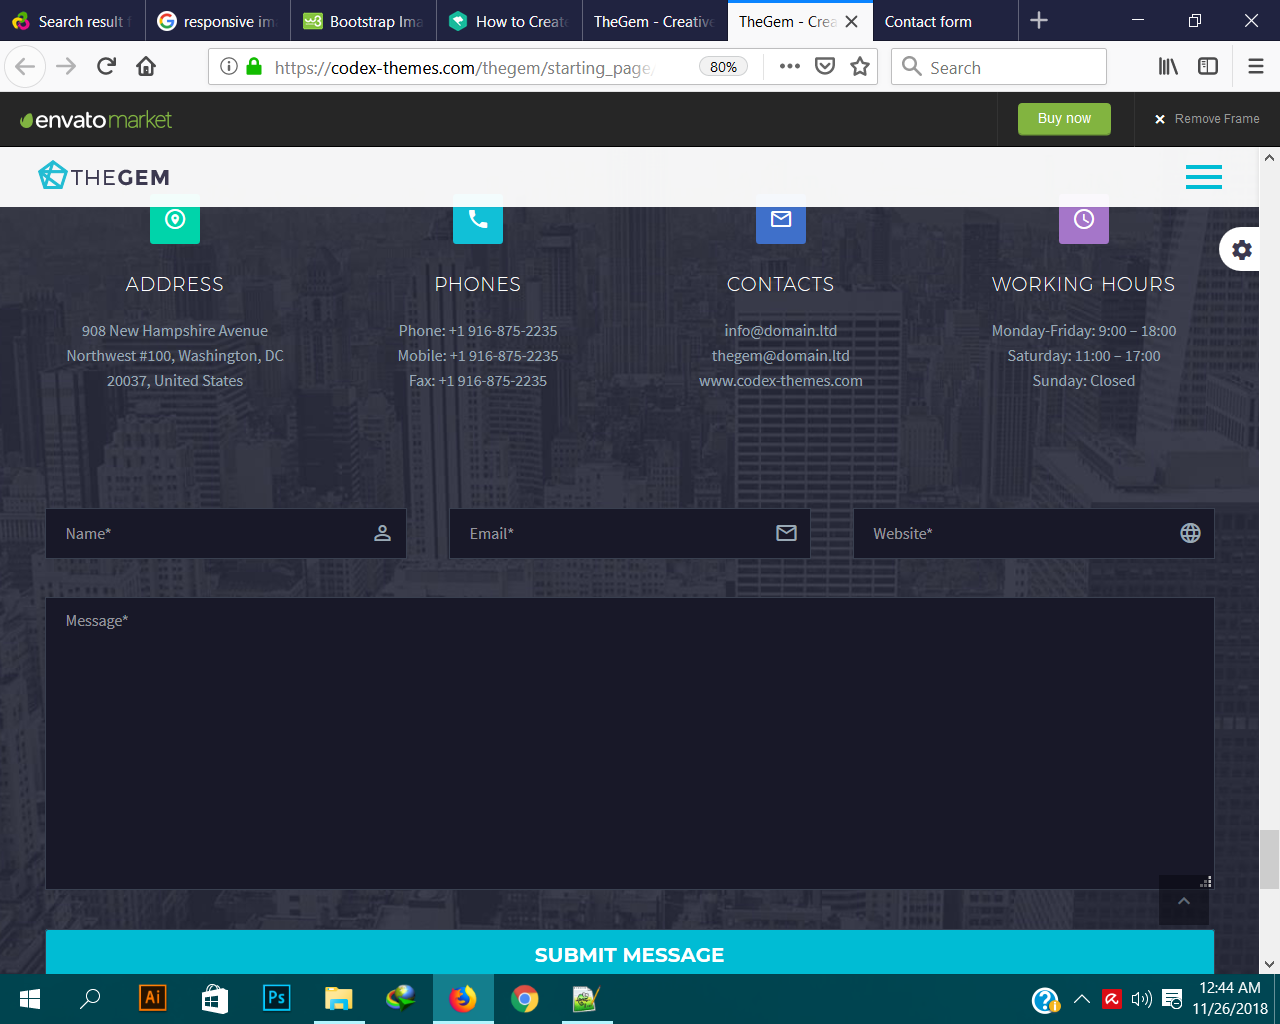 Search result f
responsive im
Bootstrap Ima
How to Create
TheGem - Creative
TheGem - Crea
Contact form
https://codex-themes.com/thegem/starting_page/
80%
Search
envato market
Buy now
Remove Frame
THEGEM
ADDRESS
908 New Hampshire Avenue
Northwest #100, Washington, DC
20037, United States
PHONES
Phone: +1 916-875-2235
Mobile: +1 916-875-2235
Fax: +1 916-875-2235
CONTACTS
info@domain.ltd
thegem@domain.ltd
www.codex-themes.com
WORKING HOURS
Monday-Friday: 9:00 – 18:00
Saturday: 11:00 – 17:00
Sunday: Closed
Name*
Email*
Website*
Message*
SUBMIT MESSAGE
Ai
Ps
12:44 AM
11/26/2018